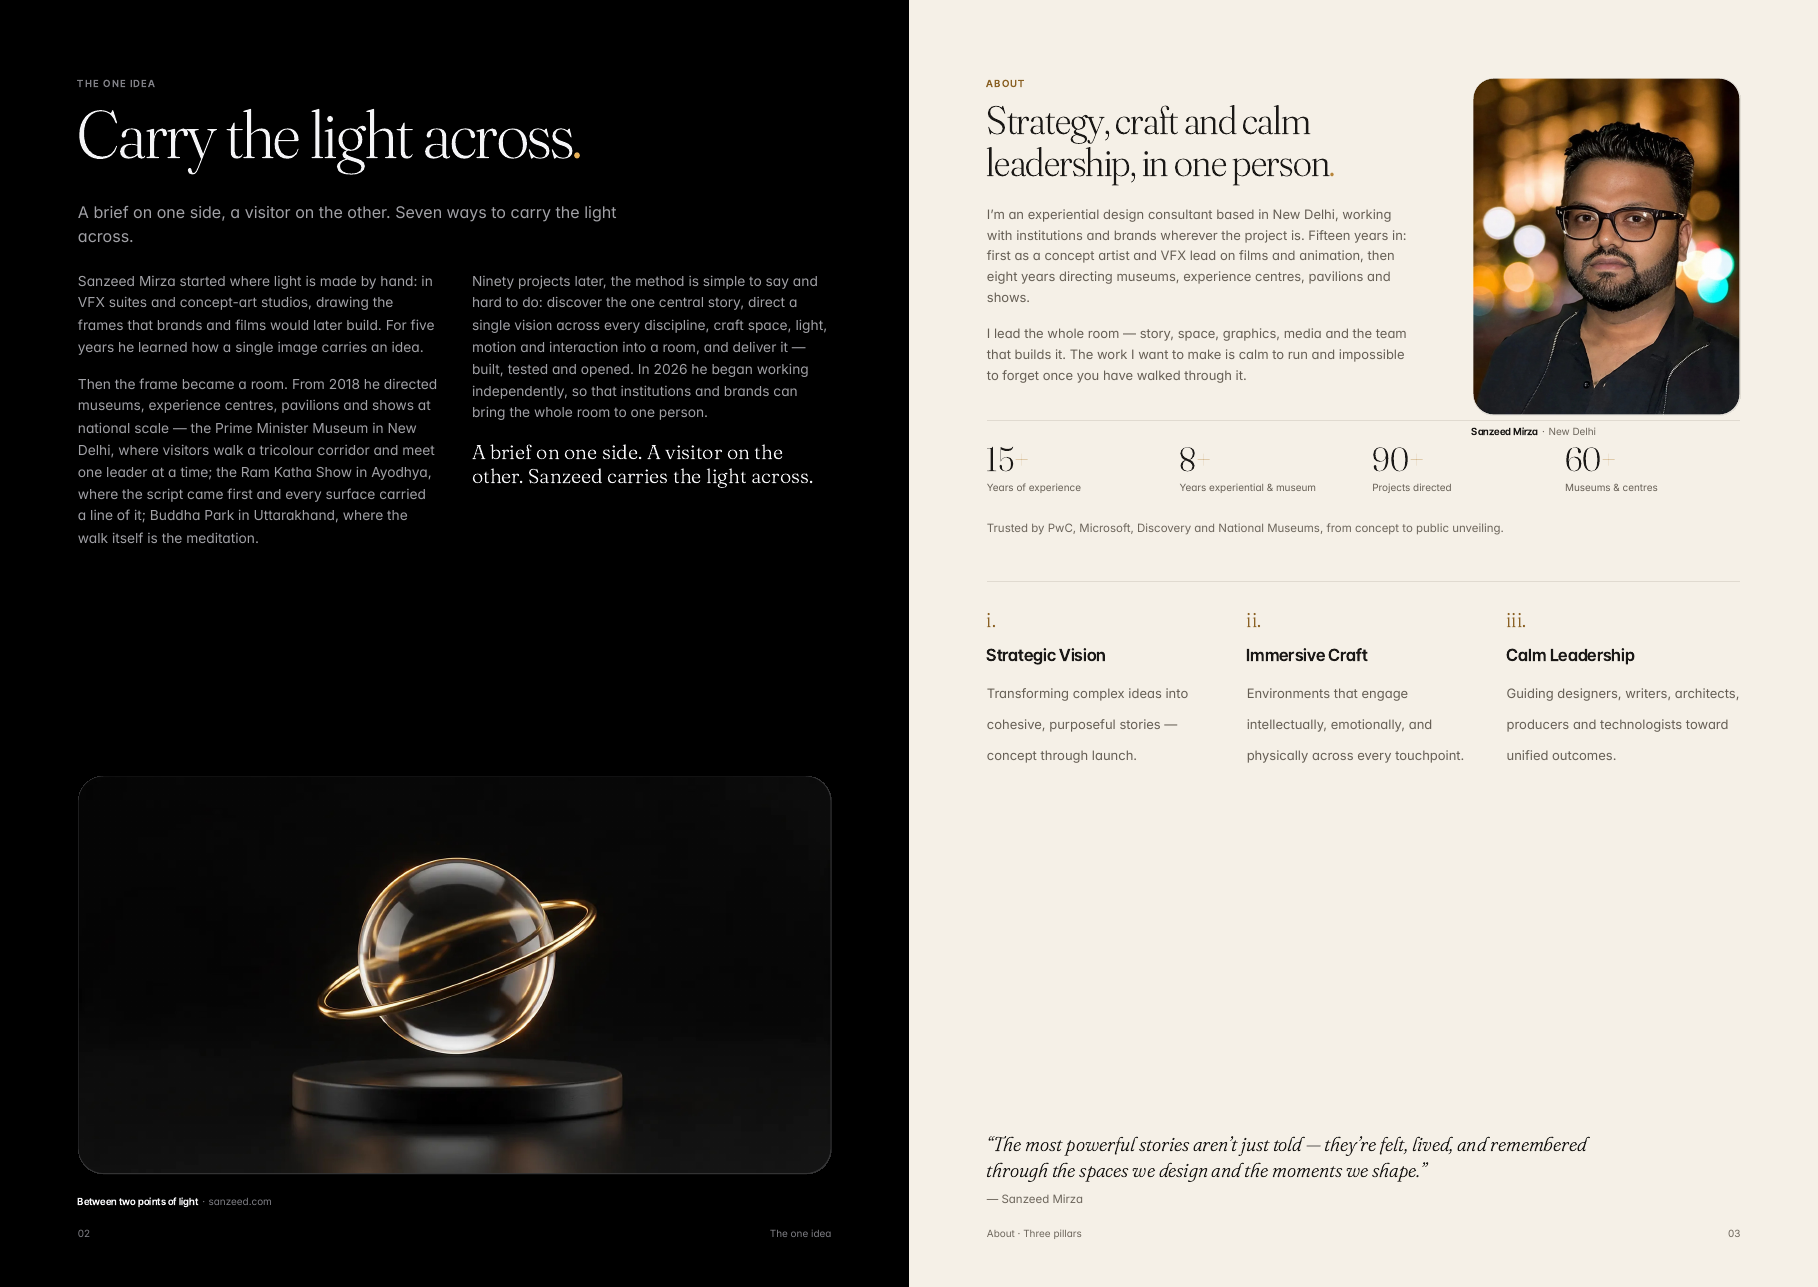 THE ONE IDEA
Carry the light across.
A brief on one side, a visitor on the other. Seven ways to carry the light
across.
Sanzeed Mirza started where light is made by hand: in
VFX suites and concept-art studios, drawing the
frames that brands and films would later build. For five
years he learned how a single image carries an idea.
Then the frame became a room. From 2018 he directed
museums, experience centres, pavilions and shows at
national scale — the Prime Minister Museum in New
Delhi, where visitors walk a tricolour corridor and meet
one leader at a time; the Ram Katha Show in Ayodhya,
where the script came first and every surface carried
a line of it; Buddha Park in Uttarakhand, where the
walk itself is the meditation.
Ninety projects later, the method is simple to say and
hard to do: discover the one central story, direct a
single vision across every discipline, craft space, light,
motion and interaction into a room, and deliver it —
built, tested and opened. In 2026 he began working
independently, so that institutions and brands can
bring the whole room to one person.
A brief on one side. A visitor on the
other. Sanzeed carries the light across.
Between two points of light · sanzeed.com
02
The one idea
ABOUT
Strategy, craft and calm
leadership, in one person.
I’m an experiential design consultant based in New Delhi, working
with institutions and brands wherever the project is. Fifteen years in:
first as a concept artist and VFX lead on films and animation, then
eight years directing museums, experience centres, pavilions and
shows.
I lead the whole room — story, space, graphics, media and the team
that builds it. The work I want to make is calm to run and impossible
to forget once you have walked through it.
Sanzeed Mirza · New Delhi
15+
Years of experience
8+
Years experiential & museum
90+
Projects directed
60+
Museums & centres
Trusted by PwC, Microsoft, Discovery and National Museums, from concept to public unveiling.
i.
Strategic Vision
Transforming complex ideas into
cohesive, purposeful stories —
concept through launch.
ii.
Immersive Craft
Environments that engage
intellectually, emotionally, and
physically across every touchpoint.
iii.
Calm Leadership
Guiding designers, writers, architects,
producers and technologists toward
unified outcomes.
“The most powerful stories aren’t just told — they’re felt, lived, and remembered
through the spaces we design and the moments we shape.”
— Sanzeed Mirza
About · Three pillars
03